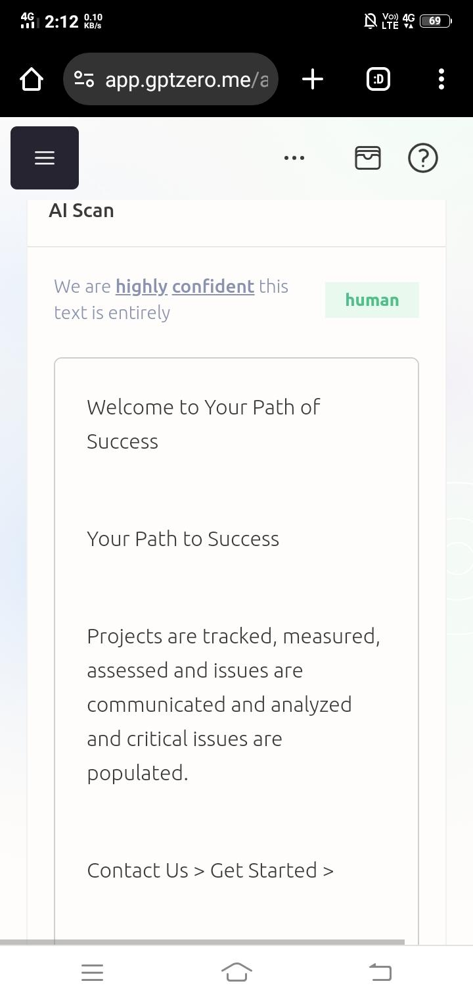 4G 2:12 0.10 KB/s Vo)) LTE 4G 69
app.gptzero.me/a :D
AI Scan
We are highly confident this
text is entirely
human
Welcome to Your Path of
Success
Your Path to Success
Projects are tracked, measured,
assessed and issues are
communicated and analyzed
and critical issues are
populated.
Contact Us > Get Started >